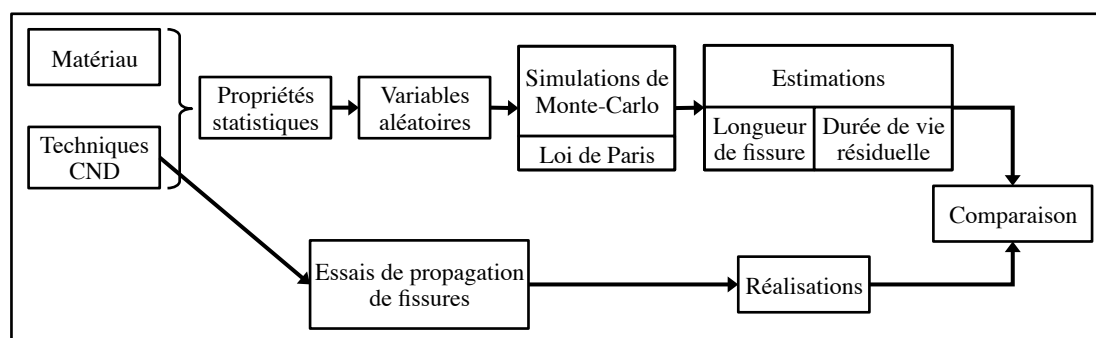 Matériau
Techniques
CND
Propriétés
statistiques
Variables
aléatoires
Simulations de
Monte-Carlo
Loi de Paris
Estimations
Longueur
de fissure
Durée de vie
résiduelle
Comparaison
Essais de propagation
de fissures
Réalisations